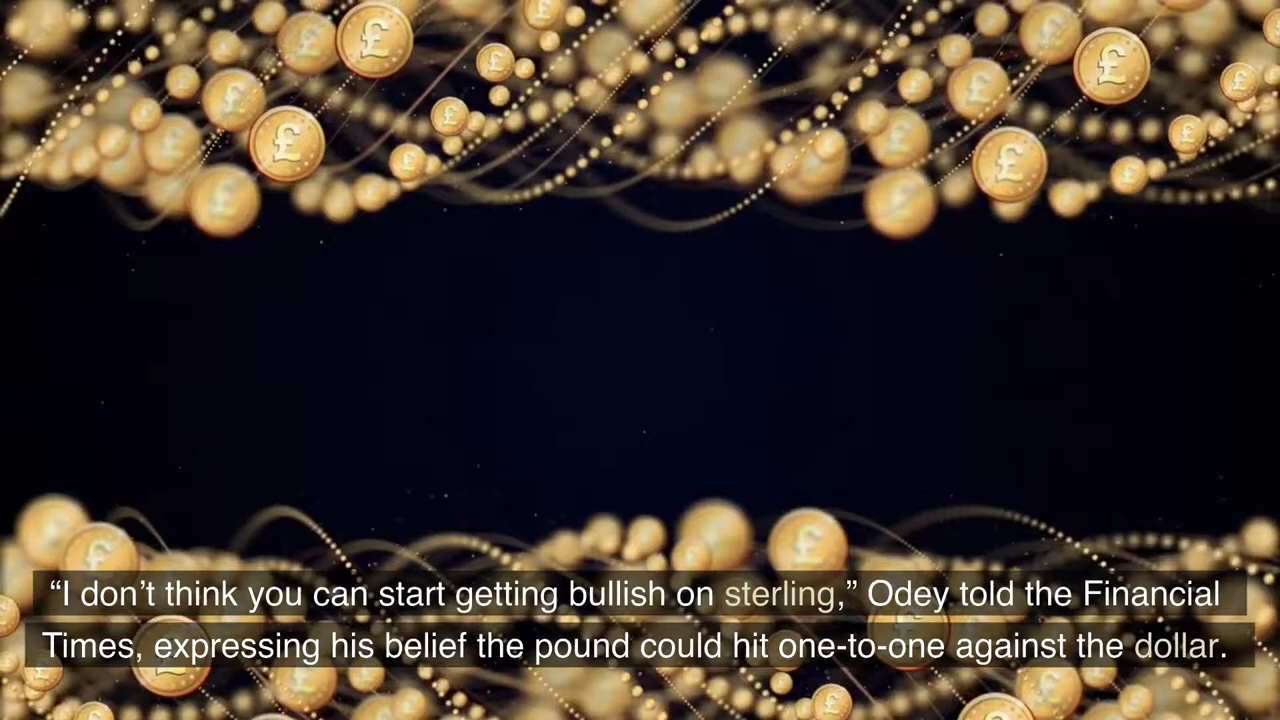 “I don’t think you can start getting bullish on sterling,” Odey told the Financial
Times, expressing his belief the pound could hit one-to-one against the dollar.